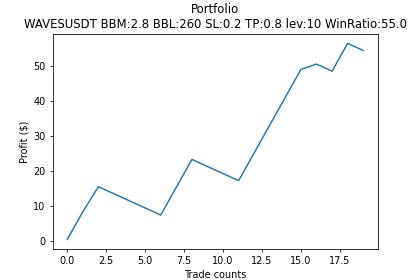 Portfolio
WAVESUSDT BBM:2.8 BBL:260 SL:0.2 TP:0.8 lev:10 WinRatio:55.0
Profit ($)
50
40
30
20
10
0
0.0 2.5 5.0 7.5 10.0 12.5 15.0 17.5
Trade counts